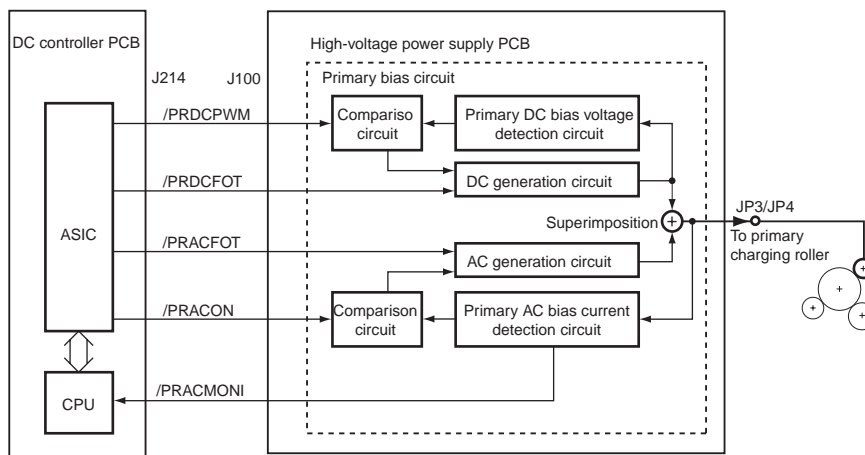 DC controller PCB
High-voltage power supply PCB
J214
J100
Primary bias circuit
/PRDCPWM
Compariso
circuit
Primary DC bias voltage
detection circuit
/PRDCFOT
DC generation circuit
ASIC
Superimposition
JP3/JP4
To primary
charging roller
/PRACFOT
AC generation circuit
/PRACON
Comparison
circuit
Primary AC bias current
detection circuit
CPU
/PRACMONI